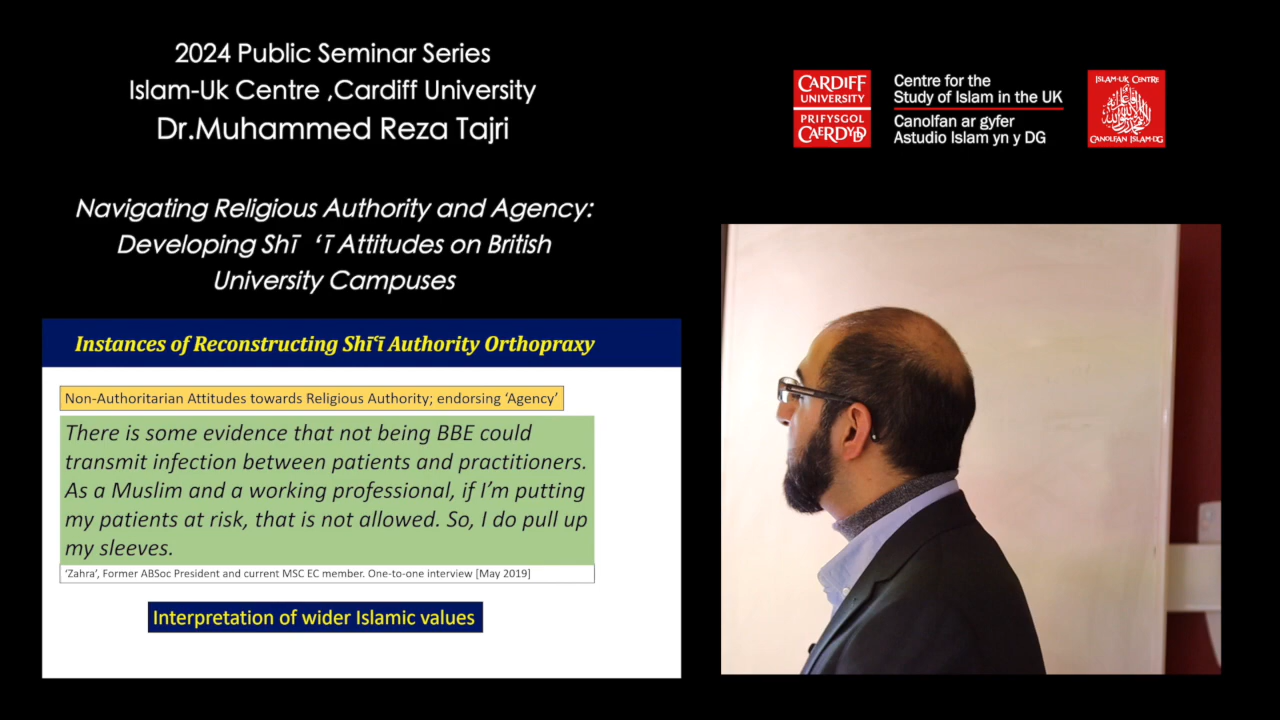 2024 Public Seminar Series
Islam-Uk Centre ,Cardiff University
Dr.Muhammed Reza Tajri
Navigating Religious Authority and Agency:
Developing Shī ‘ī Attitudes on British
University Campuses
CARDIFF
UNIVERSITY
PRIFYSGOL
CAERDYDD
Centre for the
Study of Islam in the UK
Canolfan ar gyfer
Astudio Islam yn y DG
ISLAM-UK CENTRE
CANOLFAN ISLAM-DG
Instances of Reconstructing Shīʿī Authority Orthopraxy
Non-Authoritarian Attitudes towards Religious Authority; endorsing ‘Agency’
There is some evidence that not being BBE could
transmit infection between patients and practitioners.
As a Muslim and a working professional, if I’m putting
my patients at risk, that is not allowed. So, I do pull up
my sleeves.
‘Zahra’, Former ABSoc President and current MSC EC member. One-to-one interview [May 2019]
Interpretation of wider Islamic values